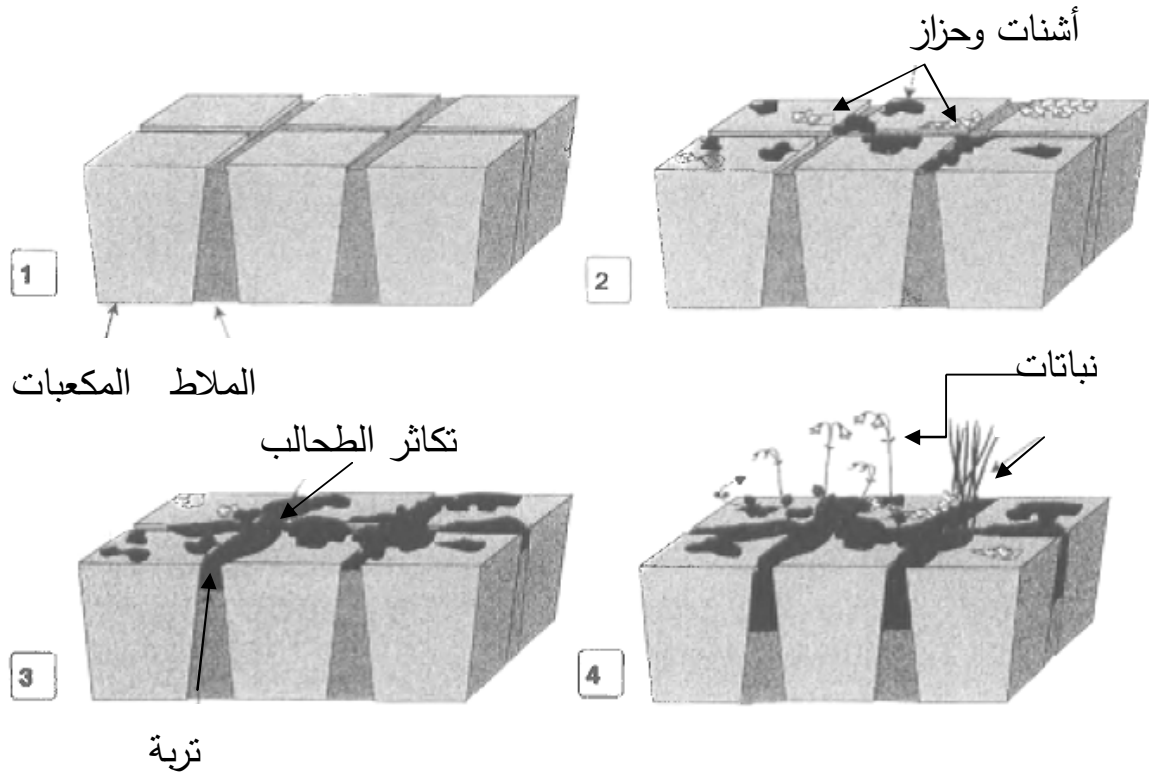 أشنات وحزاز
1
2
الملاط المكعبات
نباتات
تكاثر الطحالب
3
4
تربة